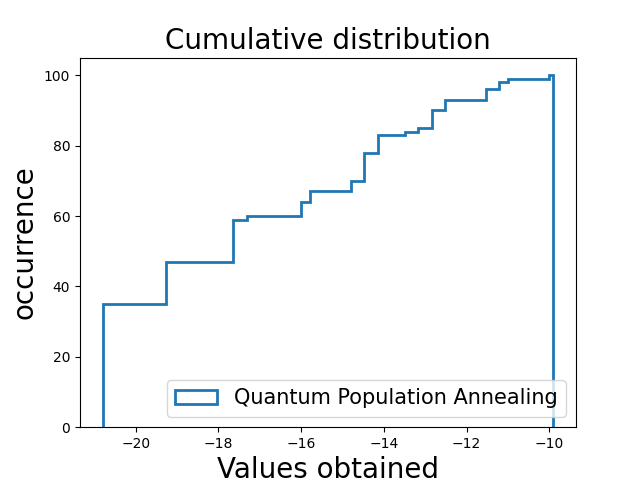 Cumulative distribution
100
80
60
40
20
0
occurrence
Quantum Population Annealing
−20 −18 −16 −14 −12 −10
Values obtained